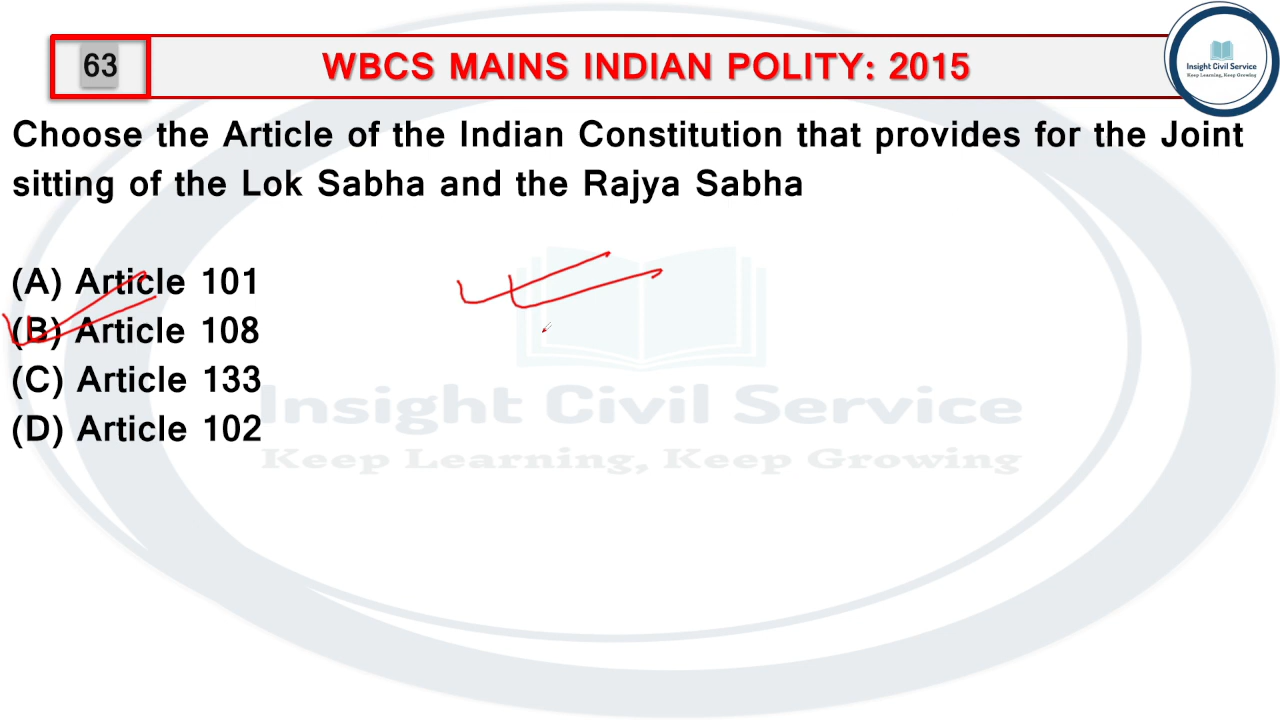 63
WBCS MAINS INDIAN POLITY: 2015
Insight Civil Service
Keep Learning, Keep Growing
Choose the Article of the Indian Constitution that provides for the Joint
sitting of the Lok Sabha and the Rajya Sabha
(A) Article 101
(B) Article 108
(C) Article 133
(D) Article 102
Insight Civil Service
Keep Learning, Keep Growing